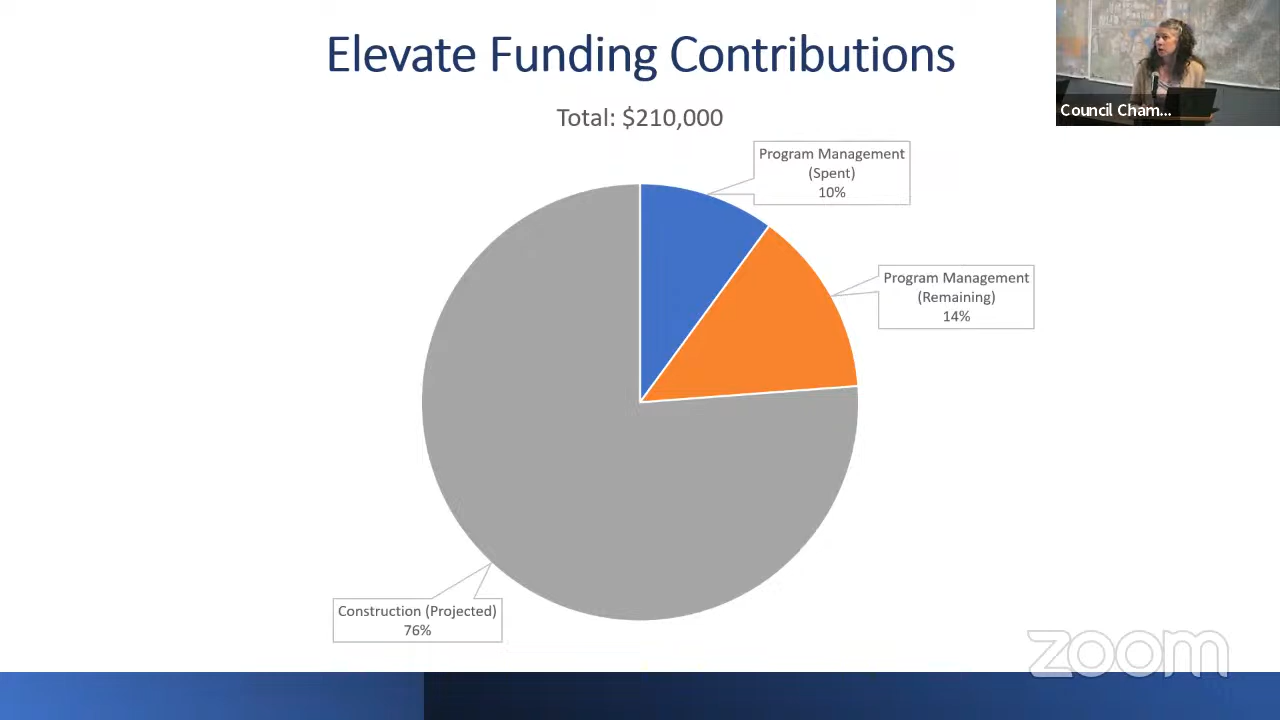 Elevate Funding Contributions
Total: $210,000
Council Cham...
Program Management
(Spent)
10%
Program Management
(Remaining)
14%
Construction (Projected)
76%
zoom